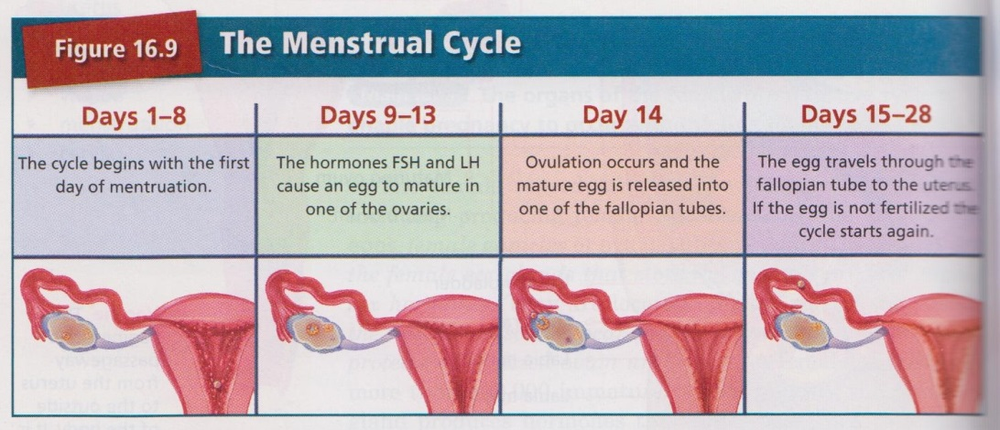 Figure 16.9
The Menstrual Cycle
Days 1–8
The cycle begins with the first
day of mentruation.
Days 9–13
The hormones FSH and LH
cause an egg to mature in
one of the ovaries.
Day 14
Ovulation occurs and the
mature egg is released into
one of the fallopian tubes.
Days 15–28
The egg travels through the
fallopian tube to the uterus.
If the egg is not fertilized the
cycle starts again.